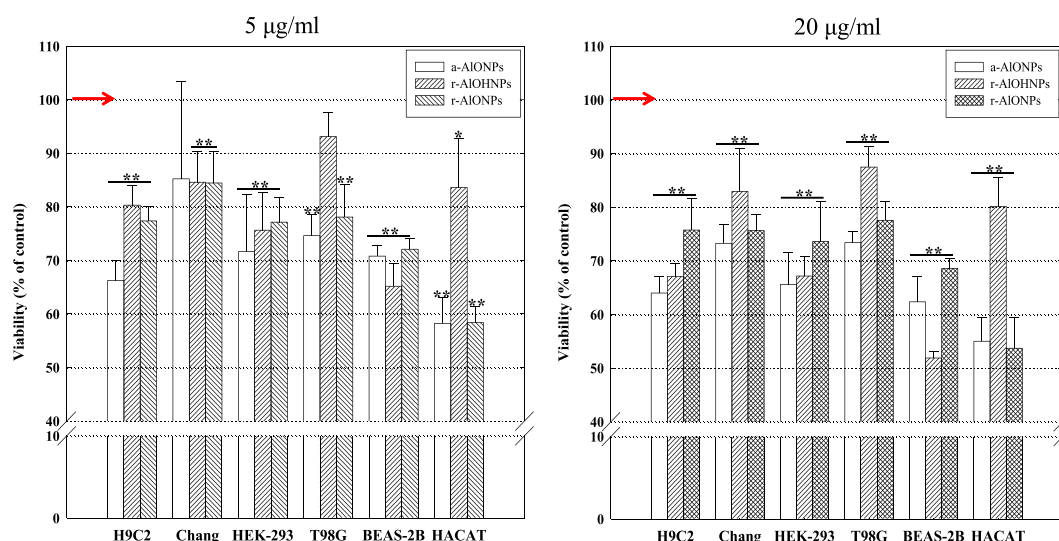 5 μg/ml
110
100
90
80
70
60
50
40
10
0
Viability (% of control)
a-AlONPs
r-AlOHNPs
r-AlONPs
**
**
**
**
**
**
**
*
**
H9C2 Chang HEK-293 T98G BEAS-2B HACAT
20 μg/ml
110
100
90
80
70
60
50
40
10
0
Viability (% of control)
a-AlONPs
r-AlOHNPs
r-AlONPs
**
**
**
**
**
**
H9C2 Chang HEK-293 T98G BEAS-2B HACAT